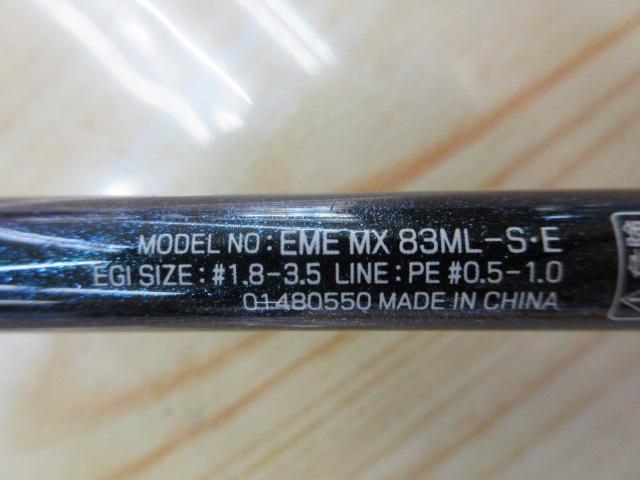 MODEL NO : EME MX 83ML-S·E
EGI SIZE : #1.8-3.5 LINE : PE #0.5-1.0
01480550 MADE IN CHINA